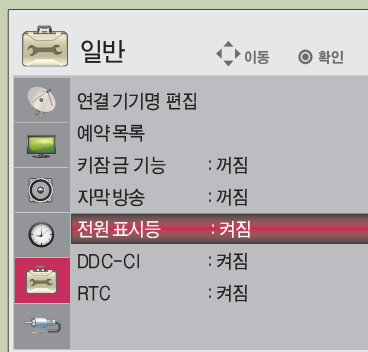 일반 이동 확인
연결 기기명 편집
예약 목록
키잠금 기능 : 꺼짐
자막 방송 : 꺼짐
전원 표시등 : 켜짐
DDC-CI : 켜짐
RTC : 켜짐